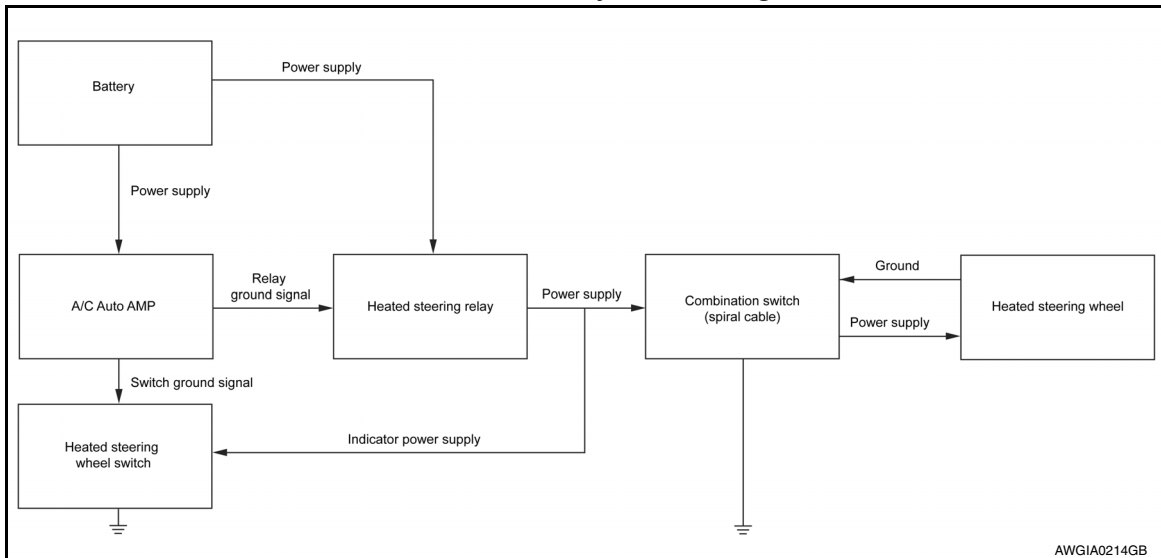 Power supply
Battery
Power supply
A/C Auto AMP
Relay
ground signal
Heated steering relay
Power supply
Combination switch
(spiral cable)
Ground
Power supply
Heated steering wheel
Switch ground signal
Heated steering
wheel switch
Indicator power supply
AWGIA0214GB